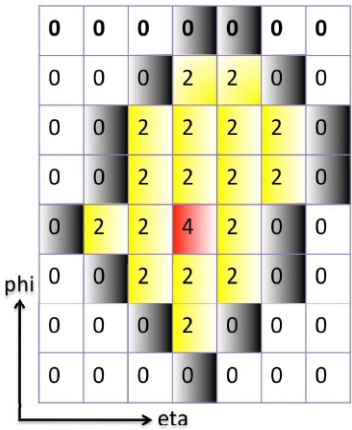 0 0 0 0 0 0 0
0 0 0 2 2 0 0
0 0 2 2 2 2 0
0 0 2 2 2 2 0
0 2 2 4 2 0 0
0 0 2 2 2 0 0
phi
0 0 0 2 0 0 0
0 0 0 0 0 0 0
eta